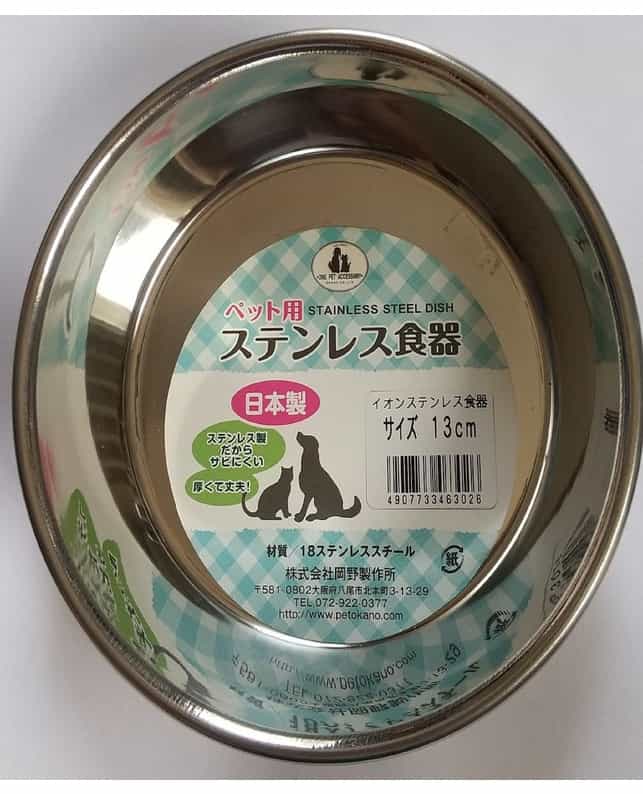 ONE PET ACCESSORY
ペット用 STAINLESS STEEL DISH
ステンレス食器
日本製
イオンステンレス食器
サイズ 13cm
4907733463026
ステンレス製
だから
サビにくい
厚くて丈夫!
材質 18ステンレススチール
紙
株式会社岡野製作所
〒581-0802大阪府八尾市北本町3-13-29
TEL 072-922-0377
http://www.petokano.com